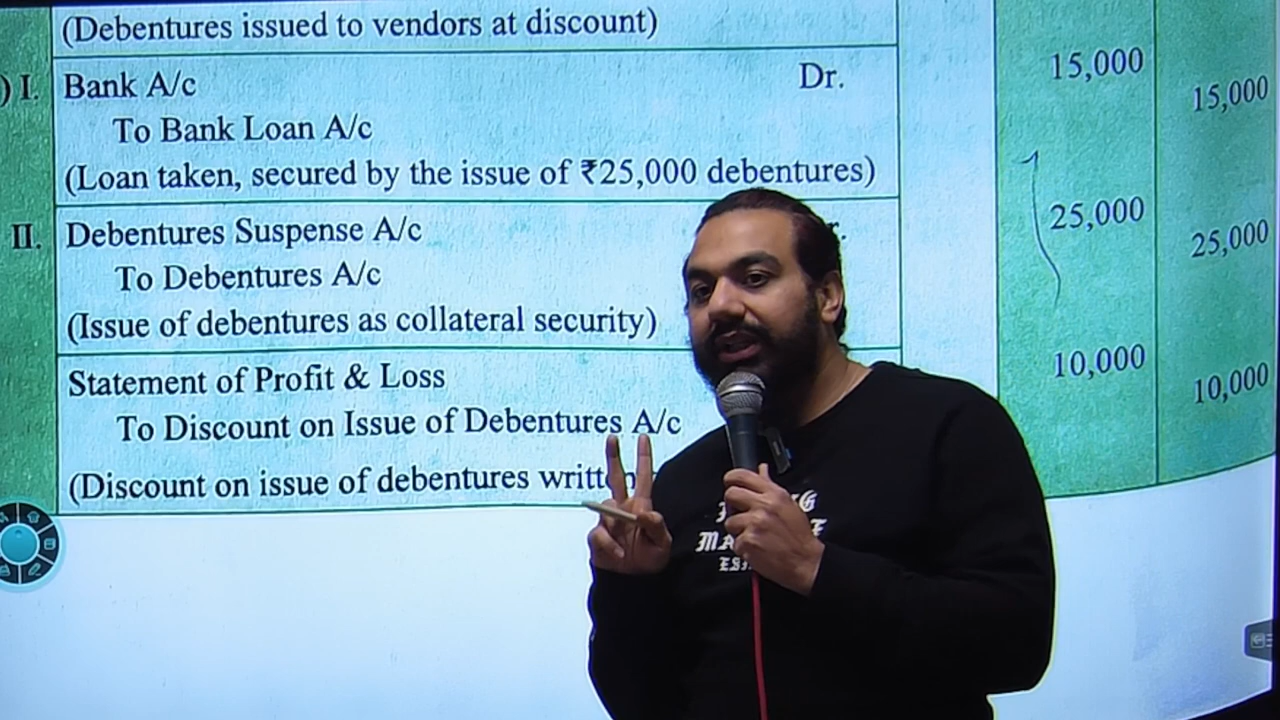 (Debentures issued to vendors at discount)
) I. Bank A/c Dr. 15,000
To Bank Loan A/c 15,000
(Loan taken, secured by the issue of ₹25,000 debentures)
II. Debentures Suspense A/c 25,000
To Debentures A/c 25,000
(Issue of debentures as collateral security)
Statement of Profit & Loss 10,000
To Discount on Issue of Debentures A/c 10,000
(Discount on issue of debentures written